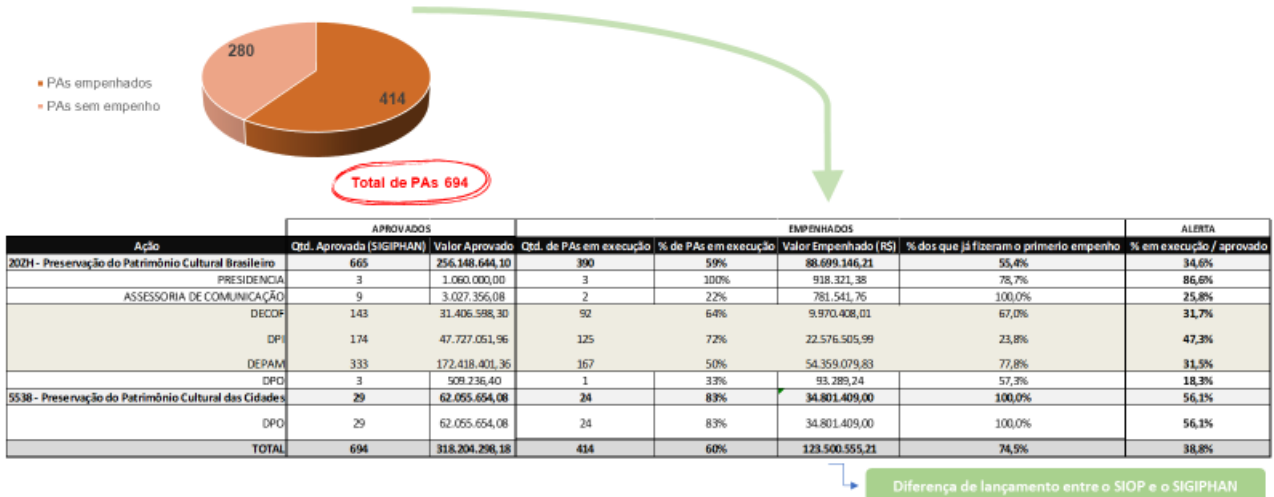 280
PAs empenhados
PAs sem empenho
414
Total de PAs 694
APROVADOS EMPENHADOS ALERTA
Ação Qtd. Aprovada (SIGIPHAN) Valor Aprovado Qtd. de PAs em execução % de PAs em execução Valor Empenhado (R$) % dos que já fizeram o primerio empenho % em execução / aprovado
20ZH - Preservação do Patrimônio Cultural Brasileiro 665 256.148.644,10 390 59% 88.699.146,21 55,4% 34,6%
PRESIDENCIA 3 1.060.000,00 3 100% 918.321,38 78,7% 86,6%
ASSESSORIA DE COMUNICAÇÃO 9 3.027.356,08 2 22% 781.541,76 100,0% 25,8%
DECOF 143 31.406.598,30 92 64% 9.970.408,01 67,0% 31,7%
DPI 174 47.727.051,96 125 72% 22.576.505,99 23,8% 47,3%
DEPAM 333 172.418.401,36 167 50% 54.359.079,83 77,8% 31,5%
DPO 3 509.236,40 1 33% 93.289,24 57,3% 18,3%
5538 - Preservação do Patrimônio Cultural das Cidades 29 62.055.654,08 24 83% 34.801.409,00 100,0% 56,1%
DPO 29 62.055.654,08 24 83% 34.801.409,00 100,0% 56,1%
TOTAL 694 318.204.298,18 414 60% 123.500.555,21 74,5% 38,8%
Diferença de lançamento entre o SIOP e o SIGIPHAN